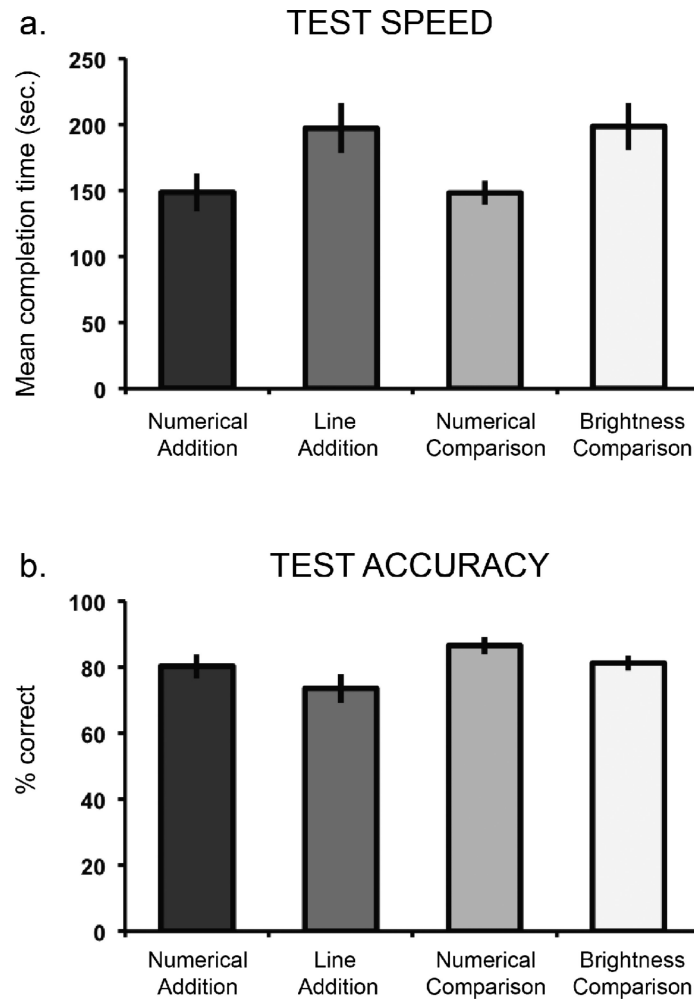 a.
TEST SPEED
Mean completion time (sec.)
250
200
150
100
50
0
Numerical Addition
Line Addition
Numerical Comparison
Brightness Comparison
b.
TEST ACCURACY
% correct
100
80
60
40
20
0
Numerical Addition
Line Addition
Numerical Comparison
Brightness Comparison